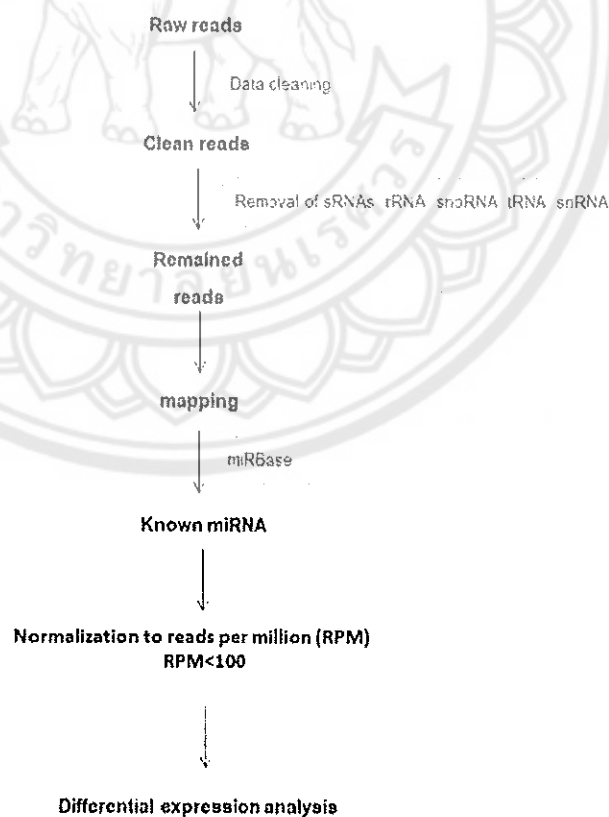 Raw reads
Data cleaning
Clean reads
Removal of sRNAs rRNA snoRNA tRNA snRNA
Remained
reads
mapping
miRBase
Known miRNA
Normalization to reads per million (RPM)
RPM<100
Differential expression analysis